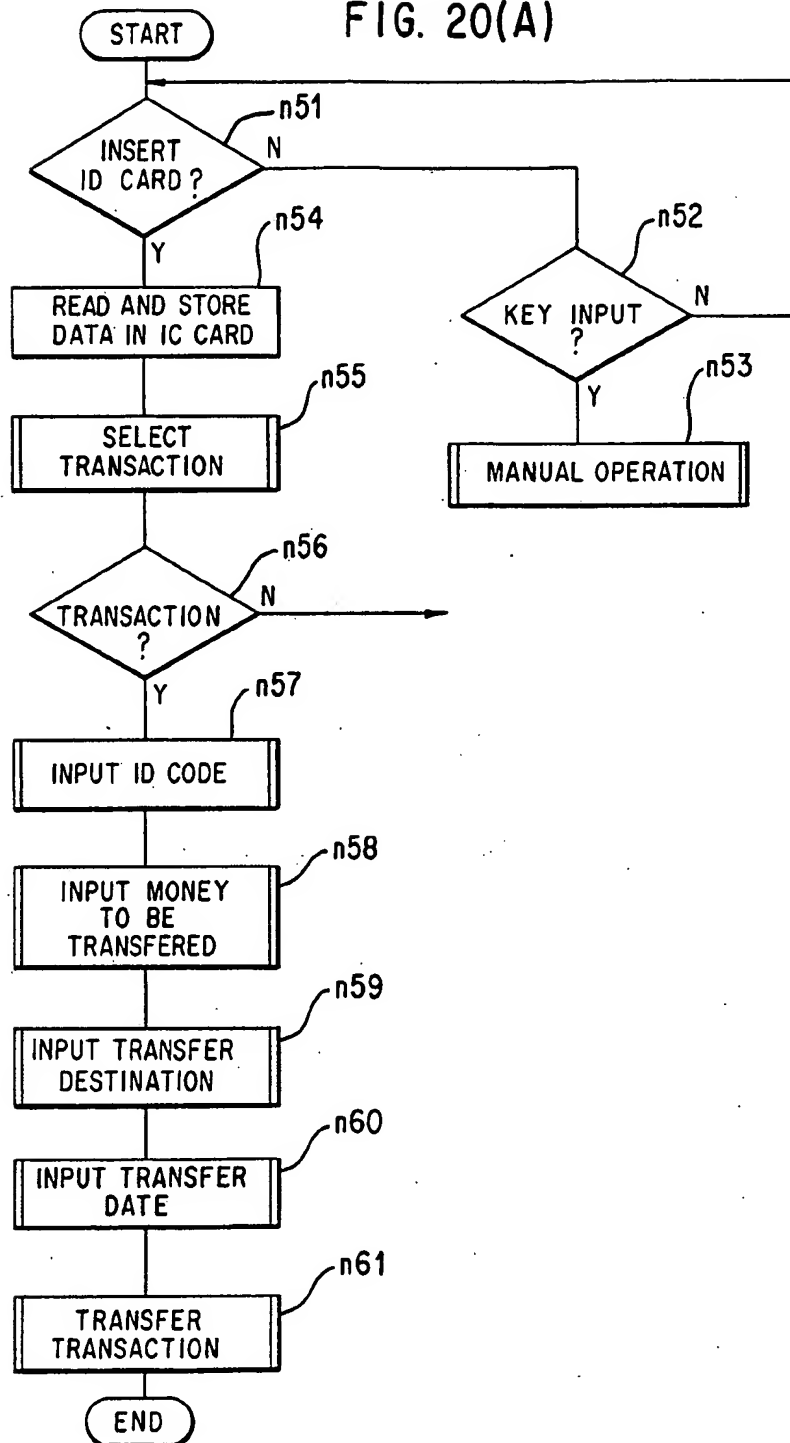 FIG. 20(A)
START
n51
INSERT
ID CARD?
N
Y
n52
KEY INPUT
?
N
Y
n53
MANUAL OPERATION
n54
READ AND STORE
DATA IN IC CARD
n55
SELECT
TRANSACTION
n56
TRANSACTION
?
N
Y
n57
INPUT ID CODE
n58
INPUT MONEY
TO BE
TRANSFERED
n59
INPUT TRANSFER
DESTINATION
n60
INPUT TRANSFER
DATE
n61
TRANSFER
TRANSACTION
END